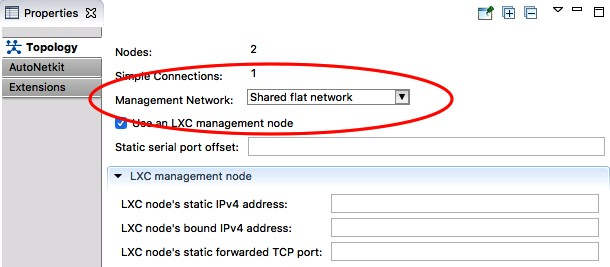 Properties
Topology
AutoNetkit
Extensions
Nodes: 2
Simple Connections: 1
Management Network: Shared flat network
Use an LXC management node
Static serial port offset:
LXC management node
LXC node's static IPv4 address:
LXC node's bound IPv4 address:
LXC node's static forwarded TCP port: